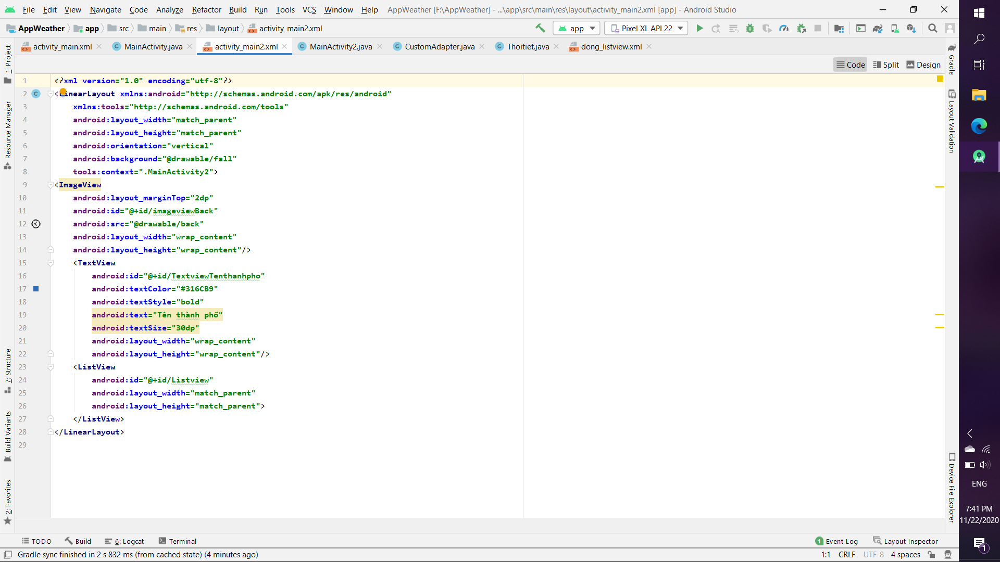 File Edit View Navigate Code Analyze Refactor Build Run Tools VCS Window Help AppWeather [F:\AppWeather] - ...\app\src\main\res\layout\activity_main2.xml [app] - Android Studio
AppWeather app src main res layout activity_main2.xml app Pixel XL API 22
activity_main.xml MainActivity.java activity_main2.xml MainActivity2.java CustomAdapter.java Thoitiet.java dong_listview.xml
Code Split Design
1: Project
Resource Manager
7: Structure
Build Variants
2: Favorites
1 <?xml version="1.0" encoding="utf-8"?>
2 <LinearLayout xmlns:android="http://schemas.android.com/apk/res/android"
3 xmlns:tools="http://schemas.android.com/tools"
4 android:layout_width="match_parent"
5 android:layout_height="match_parent"
6 android:orientation="vertical"
7 android:background="@drawable/fall"
8 tools:context=".MainActivity2">
9 <ImageView
10 android:layout_marginTop="2dp"
11 android:id="@+id/imageviewBack"
12 android:src="@drawable/back"
13 android:layout_width="wrap_content"
14 android:layout_height="wrap_content"/>
15 <TextView
16 android:id="@+id/TextviewTenthanhpho"
17 android:textColor="#316CB9"
18 android:textStyle="bold"
19 android:text="Tên thành phố"
20 android:textSize="30dp"
21 android:layout_width="wrap_content"
22 android:layout_height="wrap_content"/>
23 <ListView
24 android:id="@+id/Listview"
25 android:layout_width="match_parent"
26 android:layout_height="match_parent">
27 </ListView>
28 </LinearLayout>
29
Gradle
Layout Validation
Device File Explorer
TODO Build 6: Logcat Terminal 1 Event Log Layout Inspector
Gradle sync finished in 2 s 832 ms (from cached state) (4 minutes ago) 1:1 CRLF UTF-8 4 spaces
ENG
7:41 PM
11/22/2020
1